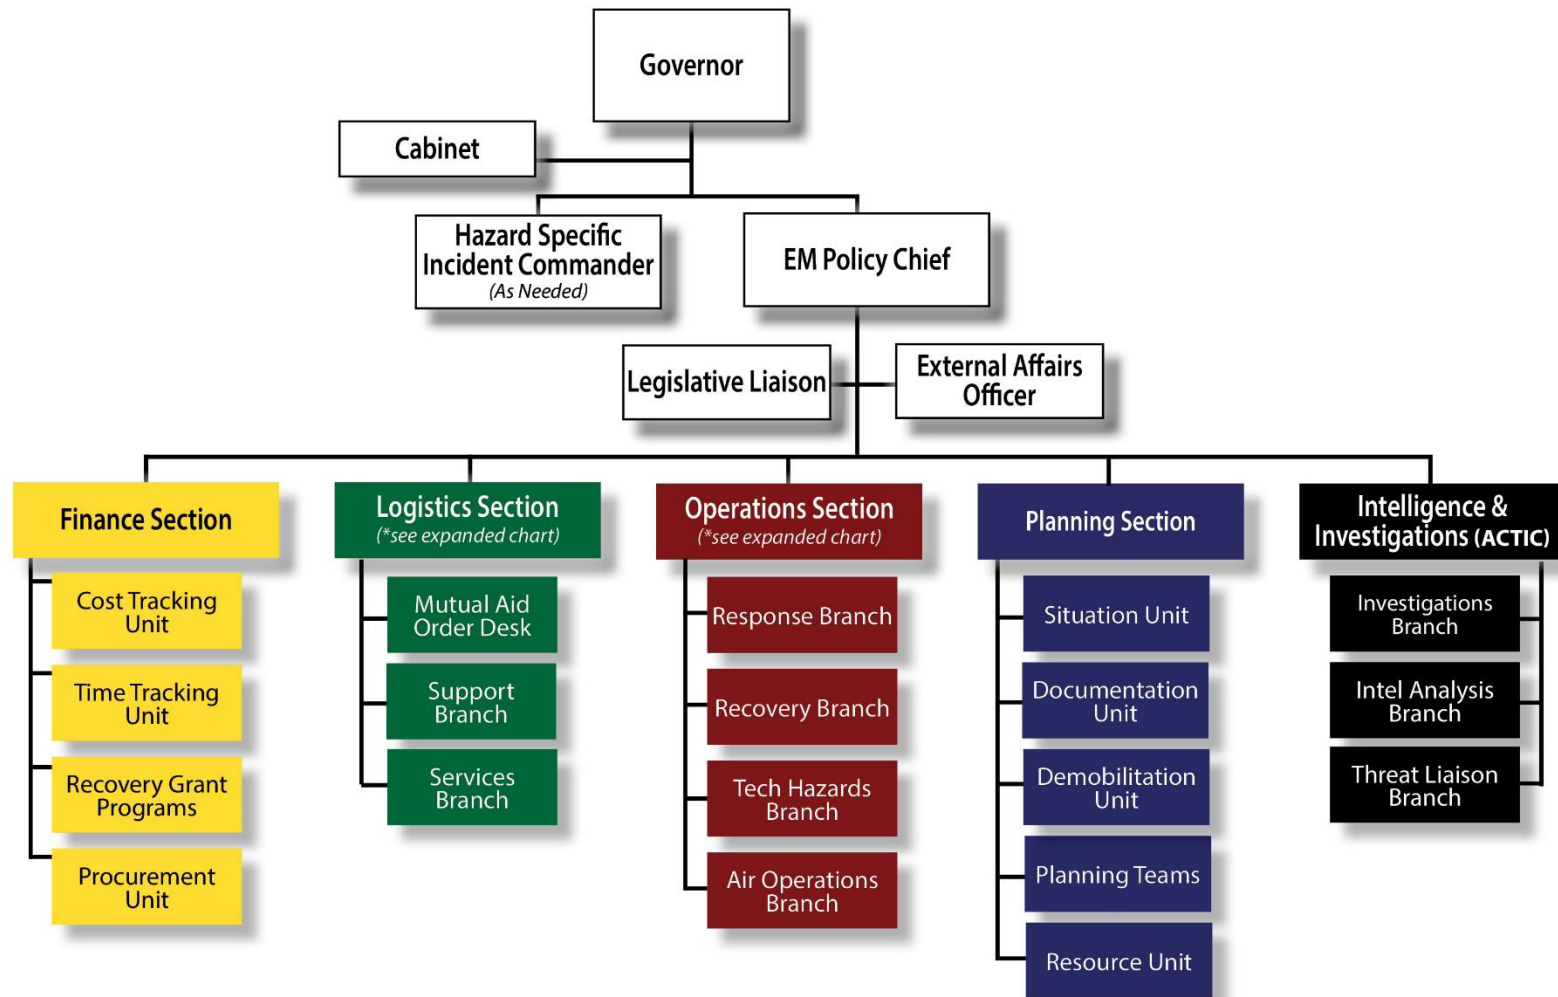 Governor
Cabinet
Hazard Specific
Incident Commander
(As Needed)
EM Policy Chief
Legislative Liaison
External Affairs
Officer
Finance Section
Cost Tracking
Unit
Time Tracking
Unit
Recovery Grant
Programs
Procurement
Unit
Logistics Section
(*see expanded chart)
Mutual Aid
Order Desk
Support
Branch
Services
Branch
Operations Section
(*see expanded chart)
Response Branch
Recovery Branch
Tech Hazards
Branch
Air Operations
Branch
Planning Section
Situation Unit
Documentation
Unit
Demobilitation
Unit
Planning Teams
Resource Unit
Intelligence &
Investigations (ACTIC)
Investigations
Branch
Intel Analysis
Branch
Threat Liaison
Branch